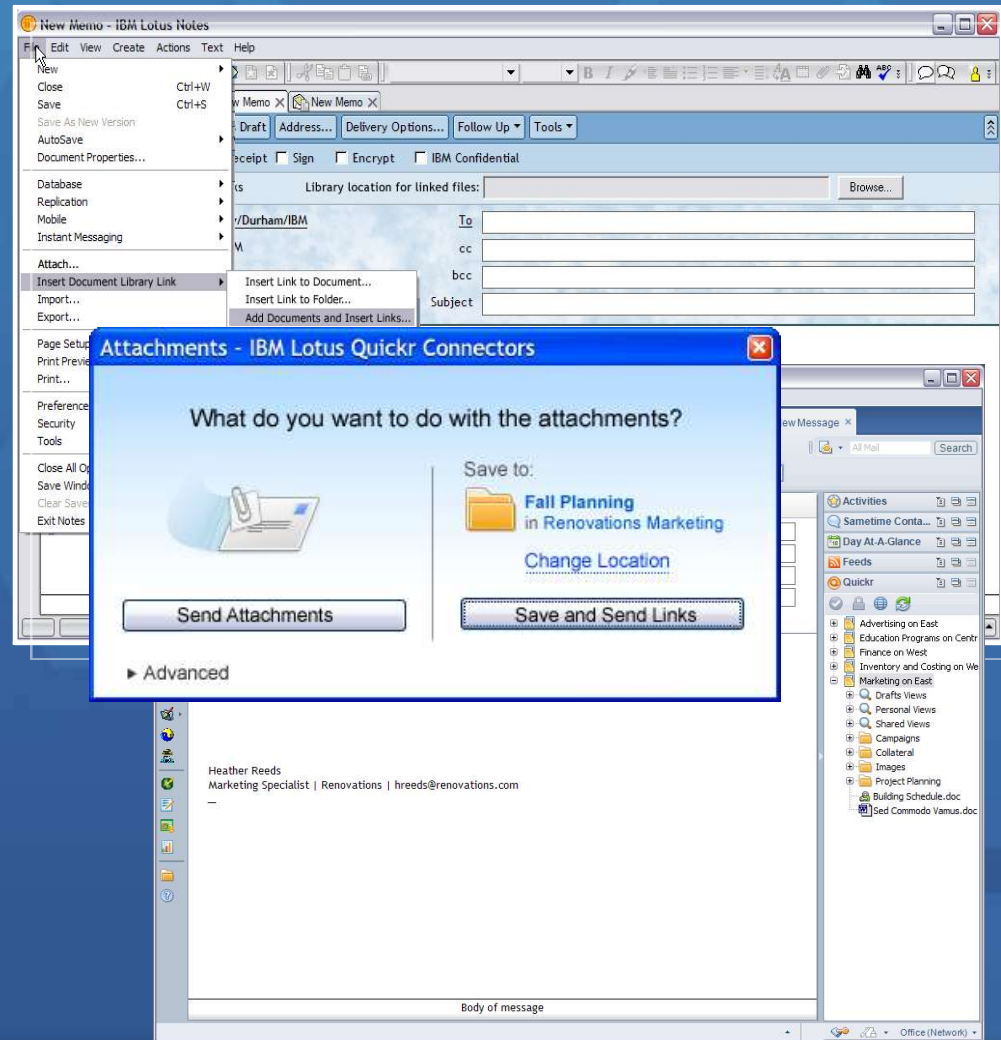 New Memo - IBM Lotus Notes
File Edit View Create Actions Text Help
New
Close Ctrl+W
Save Ctrl+S
Save As New Version
AutoSave
Document Properties...
Database
Replication
Mobile
Instant Messaging
Attach...
Insert Document Library Link
Import...
Export...
Page Setup
Print Previe
Print...
Preference
Security
Tools
Close All Op
Save Windo
Clear Save
Exit Notes
w Memo New Memo
Draft Address... Delivery Options... Follow Up Tools
eceipt Sign Encrypt IBM Confidential
ks Library location for linked files: Browse...
y/Durham/IBM To
cc
bcc
Subject
Insert Link to Document...
Insert Link to Folder...
Add Documents and Insert Links...
Attachments - IBM Lotus Quickr Connectors
What do you want to do with the attachments?
Save to:
Fall Planning
in Renovations Marketing
Change Location
Send Attachments
Save and Send Links
Advanced
ew Message
All Mail Search
Activities
Sametime Conta...
Day At-A-Glance
Feeds
Quickr
Advertising on East
Education Programs on Centr
Finance on West
Inventory and Costing on We
Marketing on East
Drafts Views
Personal Views
Shared Views
Campaigns
Collateral
Images
Project Planning
Building Schedule.doc
Sed Commodo Vamus.doc
Heather Reeds
Marketing Specialist | Renovations | hreeds@renovations.com
—
Body of message
Office (Network)